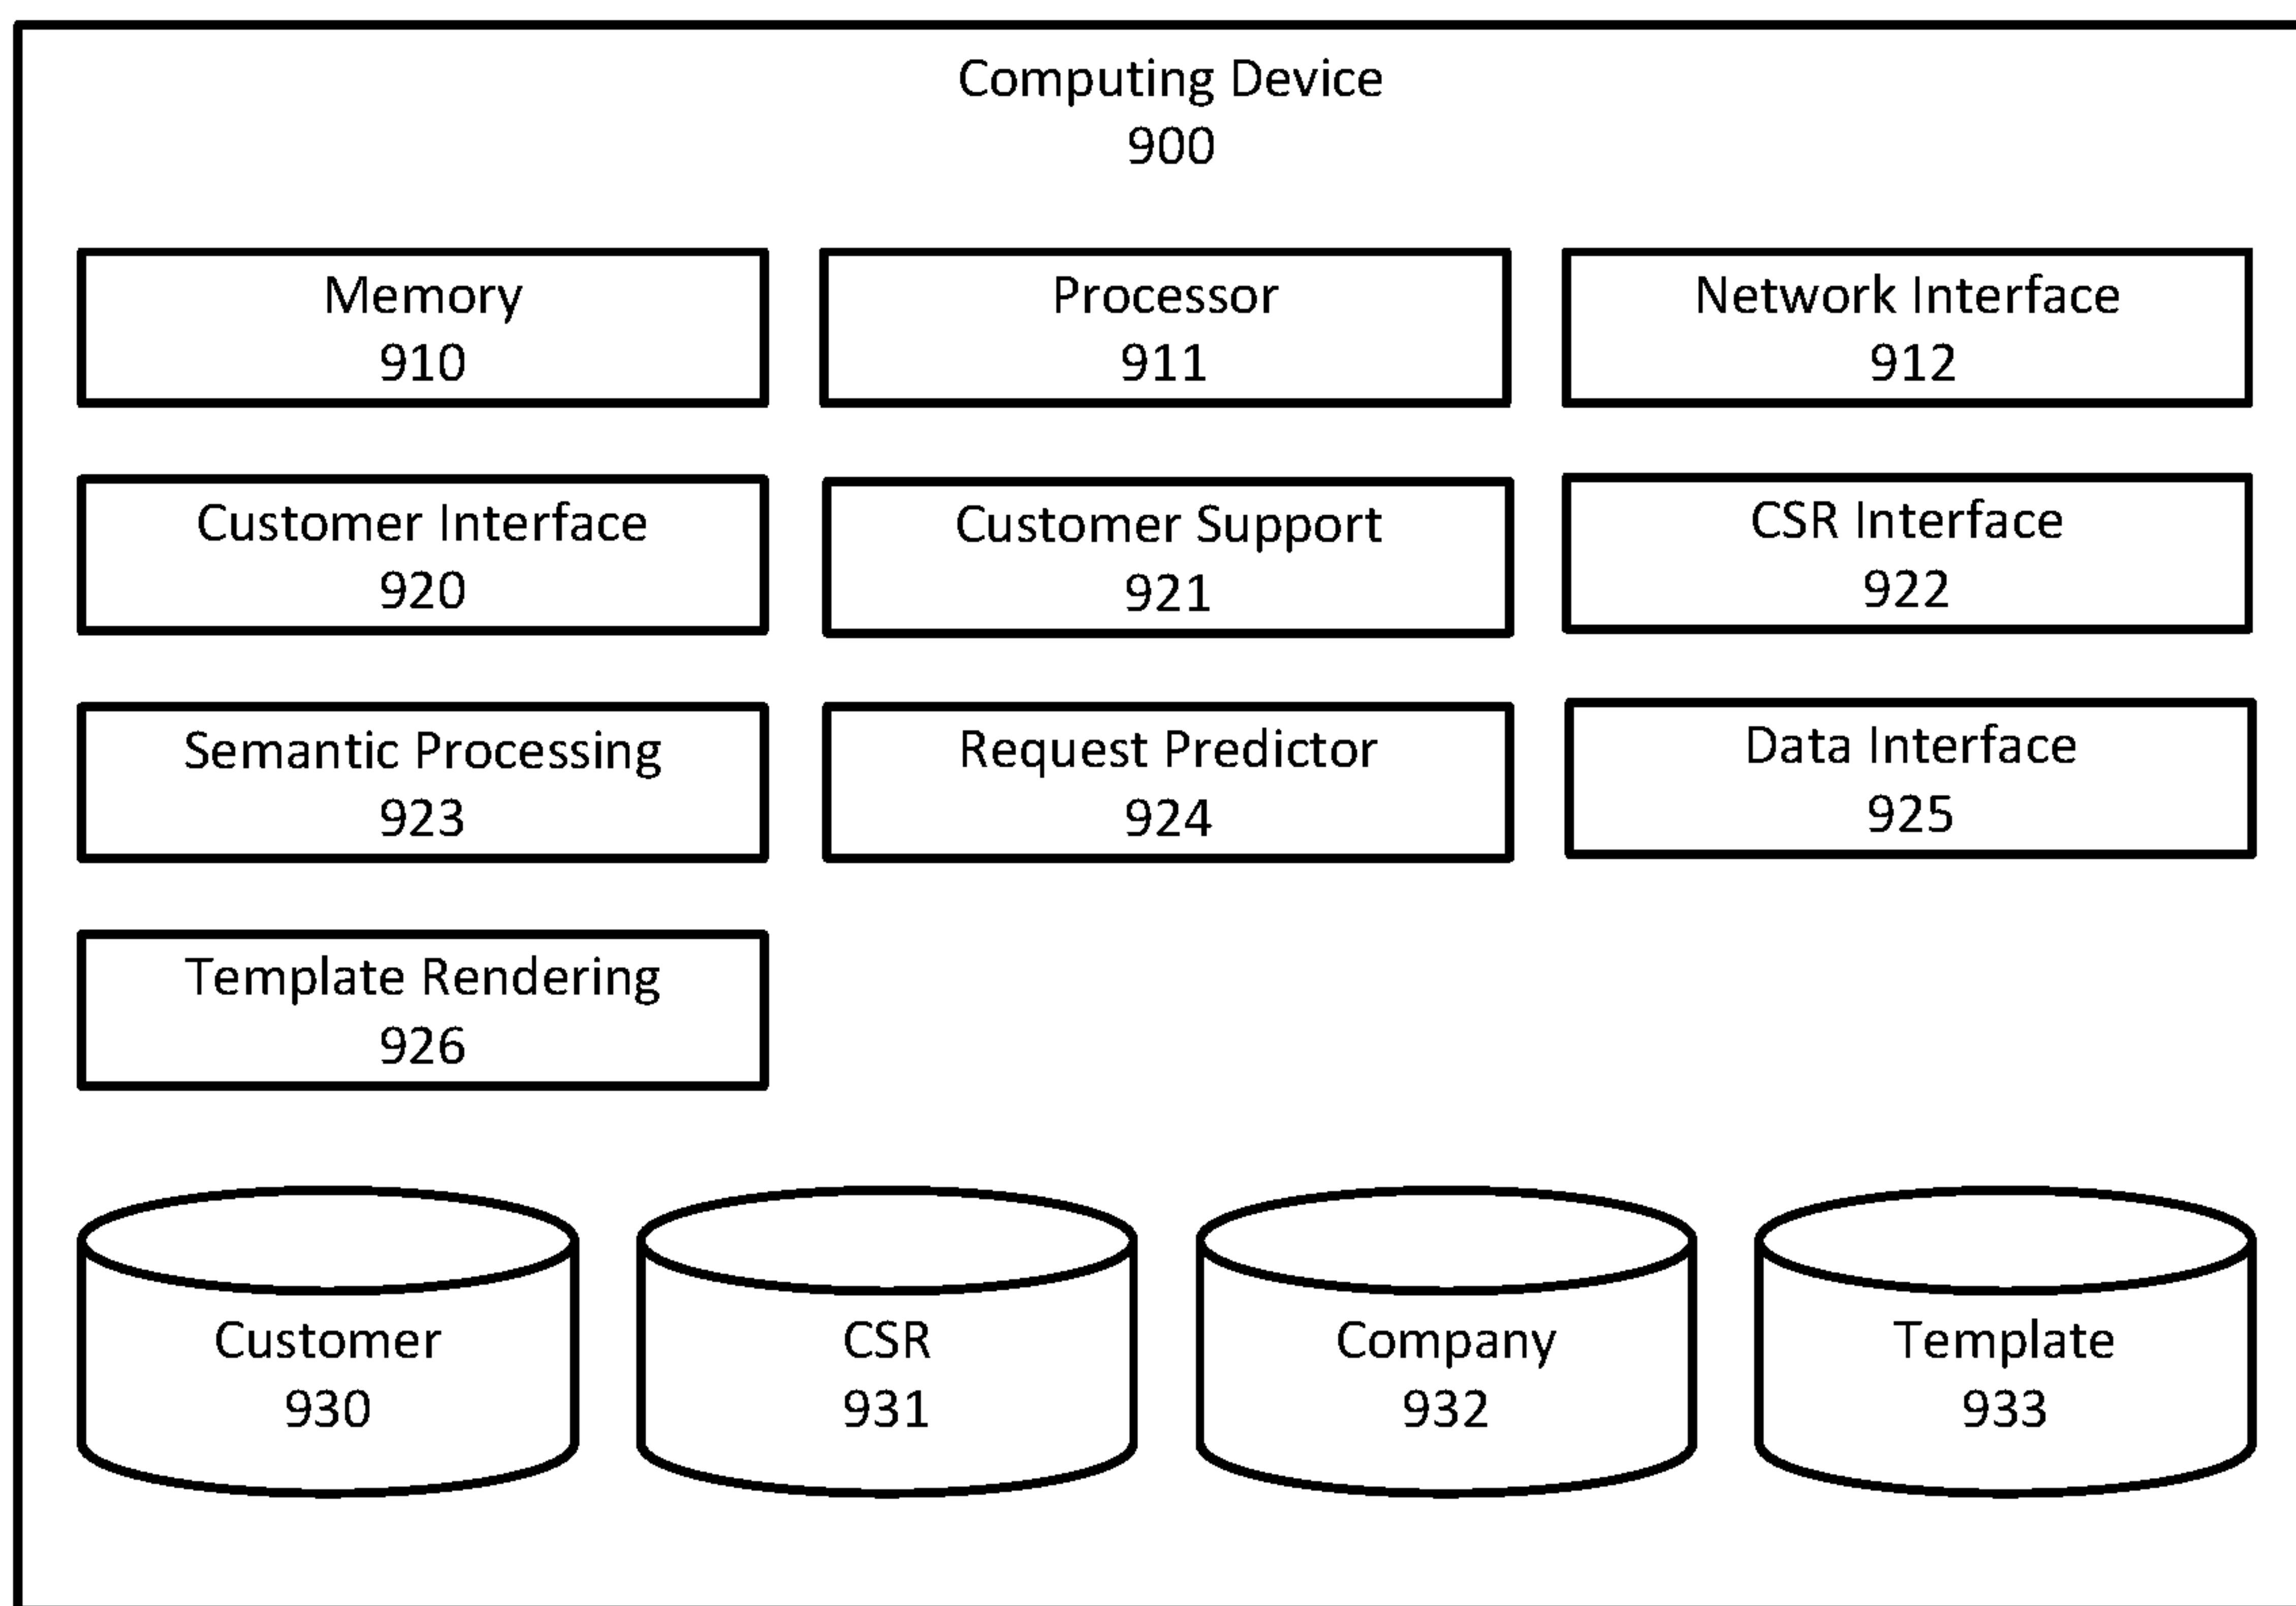 Computing Device
900
Memory
910
Processor
911
Network Interface
912
Customer Interface
920
Customer Support
921
CSR Interface
922
Semantic Processing
923
Request Predictor
924
Data Interface
925
Template Rendering
926
Customer
930
CSR
931
Company
932
Template
933